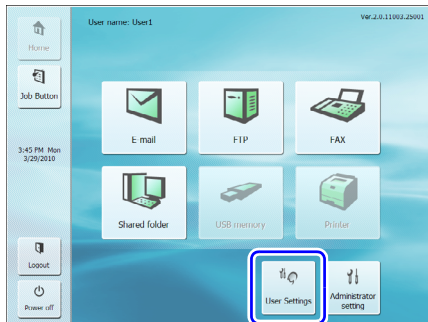 User name: User1
Ver.2.0.11003.25001
Home
Job Button
3:45 PM Mon
3/29/2010
Logout
Power off
E mail
FTP
FAX
Shared folder
USB memory
Printer
User Settings
Administrator
setting